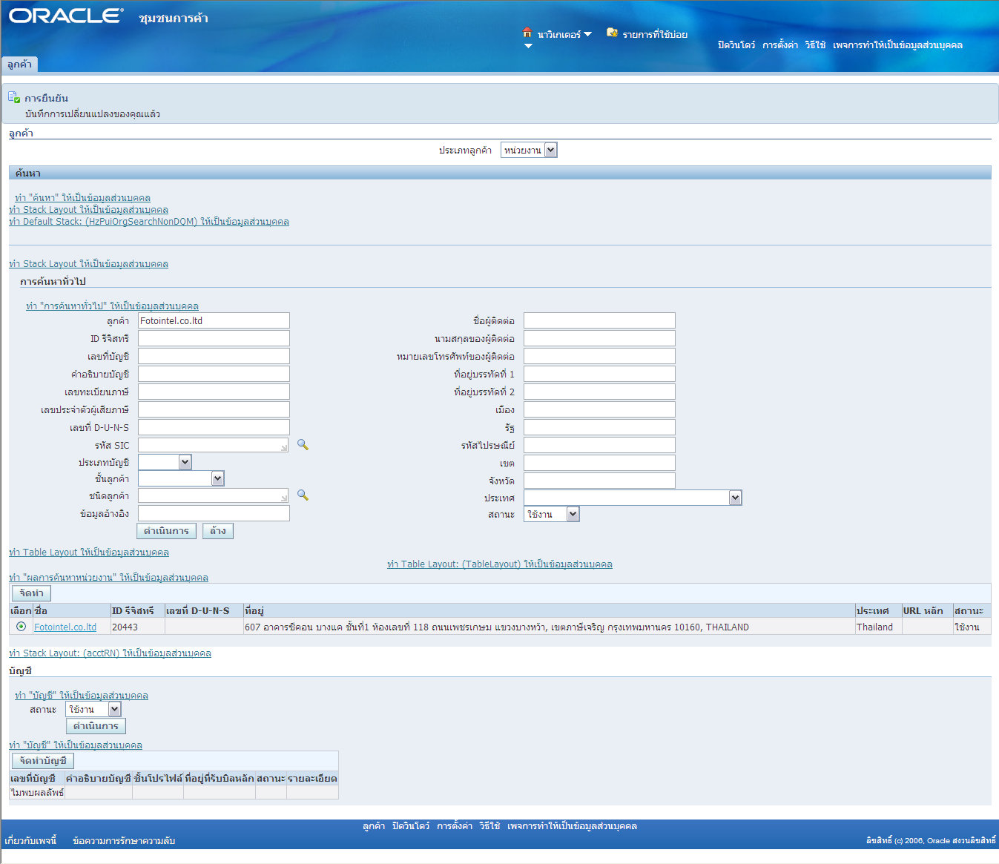 ORACLE® ชุมชนการค้า
นาวิเกเตอร์ รายการที่ใช้บ่อย
ปิดวินโดว์ การตั้งค่า วิธีใช้ เพจการทำให้เป็นข้อมูลส่วนบุคคล
ลูกค้า
การยืนยัน
บันทึกการเปลี่ยนแปลงของคุณแล้ว
ลูกค้า
ประเภทลูกค้า หน่วยงาน
ค้นหา
ทำ "ค้นหา" ให้เป็นข้อมูลส่วนบุคคล
ทำ Stack Layout ให้เป็นข้อมูลส่วนบุคคล
ทำ Default Stack: (HzPuiOrgSearchNonDQM) ให้เป็นข้อมูลส่วนบุคคล
ทำ Stack Layout ให้เป็นข้อมูลส่วนบุคคล
การค้นหาทั่วไป
ทำ "การค้นหาทั่วไป" ให้เป็นข้อมูลส่วนบุคคล
ลูกค้า Fotointel.co.ltd ชื่อผู้ติดต่อ
ID รีจิสทรี นามสกุลของผู้ติดต่อ
เลขที่บัญชี หมายเลขโทรศัพท์ของผู้ติดต่อ
คำอธิบายบัญชี ที่อยู่บรรทัดที่ 1
เลขทะเบียนภาษี ที่อยู่บรรทัดที่ 2
เลขประจำตัวผู้เสียภาษี เมือง
เลขที่ D-U-N-S รัฐ
รหัส SIC รหัสไปรษณีย์
ประเภทบัญชี เขต
ชั้นลูกค้า จังหวัด
ชนิดลูกค้า ประเทศ
ข้อมูลอ้างอิง สถานะ ใช้งาน
ดำเนินการ ล้าง
ทำ Table Layout ให้เป็นข้อมูลส่วนบุคคล
ทำ Table Layout: (TableLayout) ให้เป็นข้อมูลส่วนบุคคล
ทำ "ผลการค้นหาหน่วยงาน" ให้เป็นข้อมูลส่วนบุคคล
จัดทำ
เลือก ชื่อ ID รีจิสทรี เลขที่ D-U-N-S ที่อยู่ ประเทศ URL หลัก สถานะ
Fotointel.co.ltd 20443 607 อาคารซีคอน บางแค ชั้นที่1 ห้องเลขที่ 118 ถนนเพชรเกษม แขวงบางหว้า, เขตภาษีเจริญ กรุงเทพมหานคร 10160, THAILAND Thailand ใช้งาน
ทำ Stack Layout: (acctRN) ให้เป็นข้อมูลส่วนบุคคล
บัญชี
ทำ "บัญชี" ให้เป็นข้อมูลส่วนบุคคล
สถานะ ใช้งาน
ดำเนินการ
ทำ "บัญชี" ให้เป็นข้อมูลส่วนบุคคล
จัดทำบัญชี
เลขที่บัญชี คำอธิบายบัญชี ชั้นโปรไฟล์ ที่อยู่ที่รับบิลหลัก สถานะ รายละเอียด
ไม่พบผลลัพธ์
ลูกค้า ปิดวินโดว์ การตั้งค่า วิธีใช้ เพจการทำให้เป็นข้อมูลส่วนบุคคล
เกี่ยวกับเพจนี้ ข้อความการรักษาความลับ ลิขสิทธิ์ (c) 2006, Oracle สงวนลิขสิทธิ์